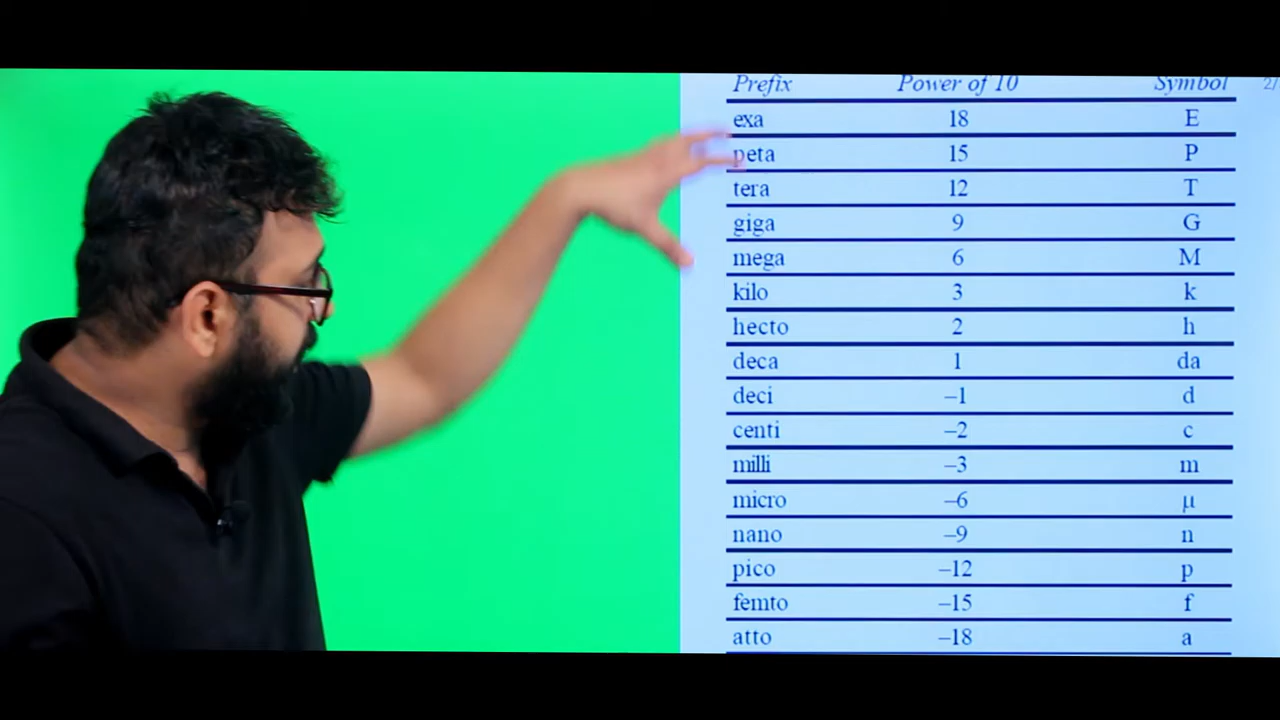 Prefix Power of 10 Symbol
exa 18 E
peta 15 P
tera 12 T
giga 9 G
mega 6 M
kilo 3 k
hecto 2 h
deca 1 da
deci –1 d
centi –2 c
milli –3 m
micro –6 μ
nano –9 n
pico –12 p
femto –15 f
atto –18 a